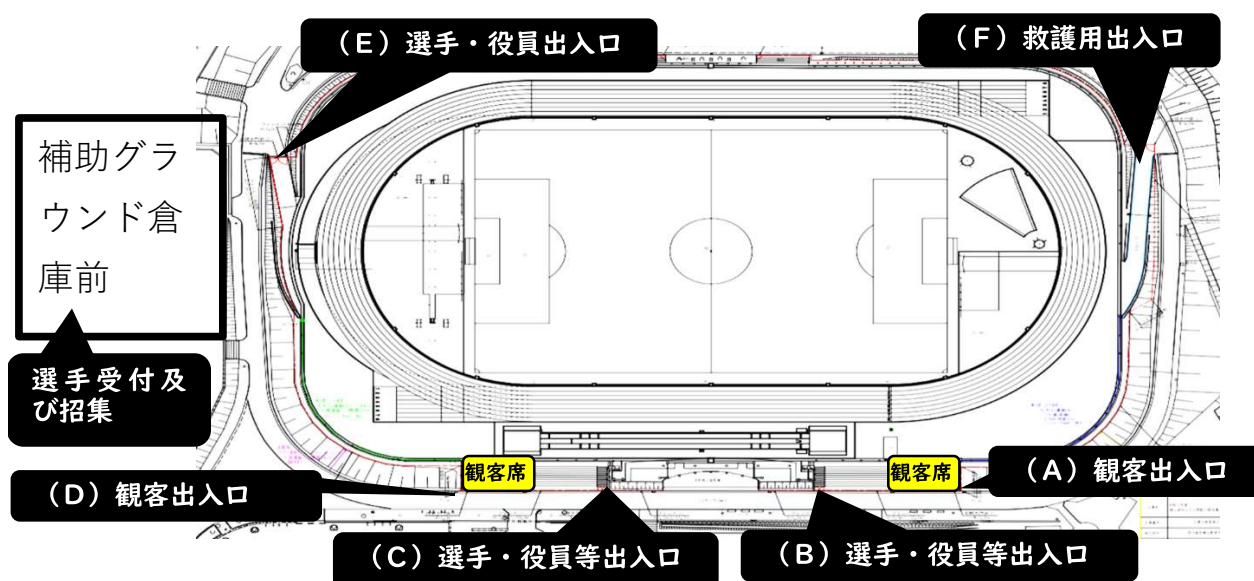 (E)選手・役員出入口
(F)救護用出入口
補助グラ
ウンド倉
庫前
選手受付及
び招集
観客席
観客席
(A)観客出入口
(D)観客出入口
(C)選手・役員等出入口
(B)選手・役員等出入口